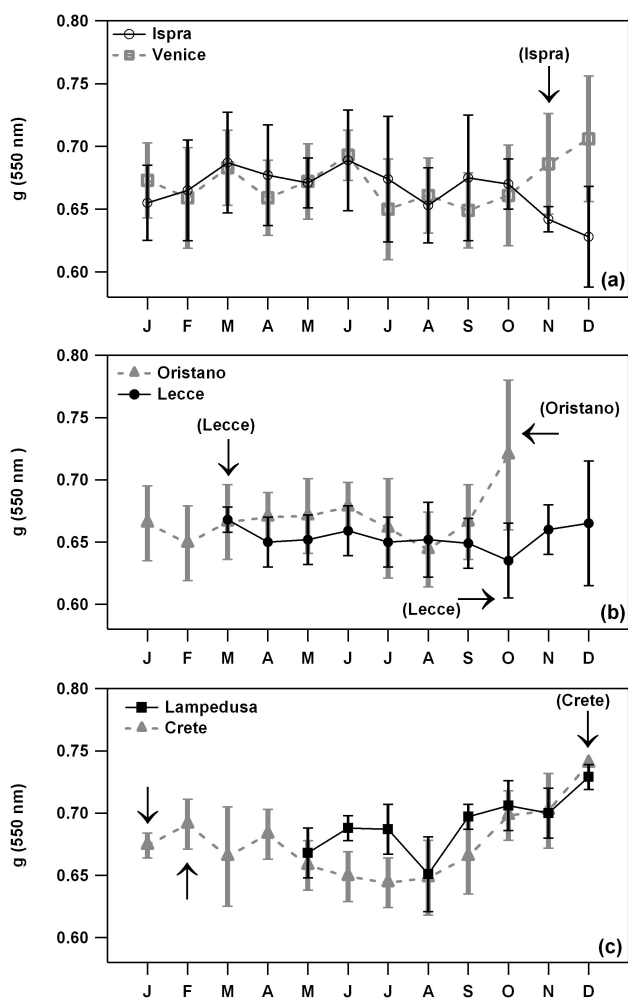 0.80
0.75
0.70
0.65
0.60
g (550 nm)
Ispra
Venice
(Ispra)
(a)
J F M A M J J A S O N D
0.80
0.75
0.70
0.65
0.60
g (550 nm )
Oristano
Lecce
(Lecce)
(Oristano)
(Lecce)
(b)
J F M A M J J A S O N D
0.80
0.75
0.70
0.65
0.60
g (550 nm)
Lampedusa
Crete
(Crete)
(c)
J F M A M J J A S O N D